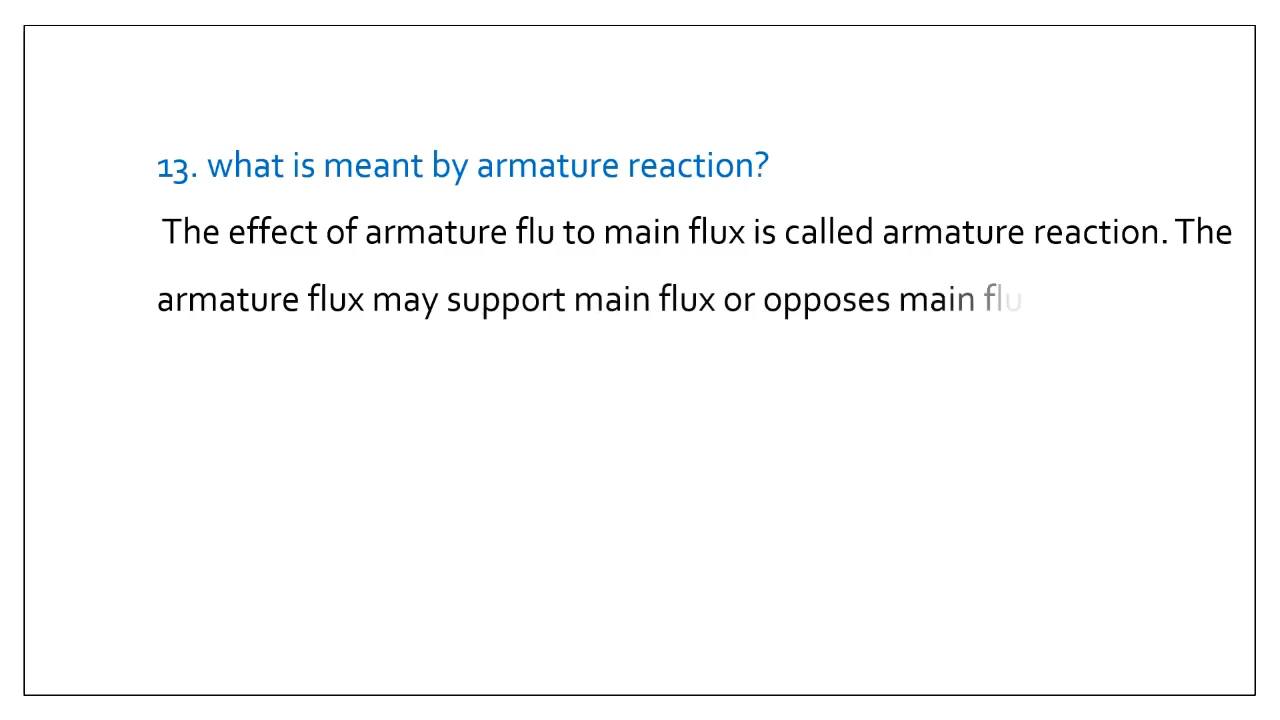 13. what is meant by armature reaction?
The effect of armature flu to main flux is called armature reaction. The
armature flux may support main flux or opposes main flu